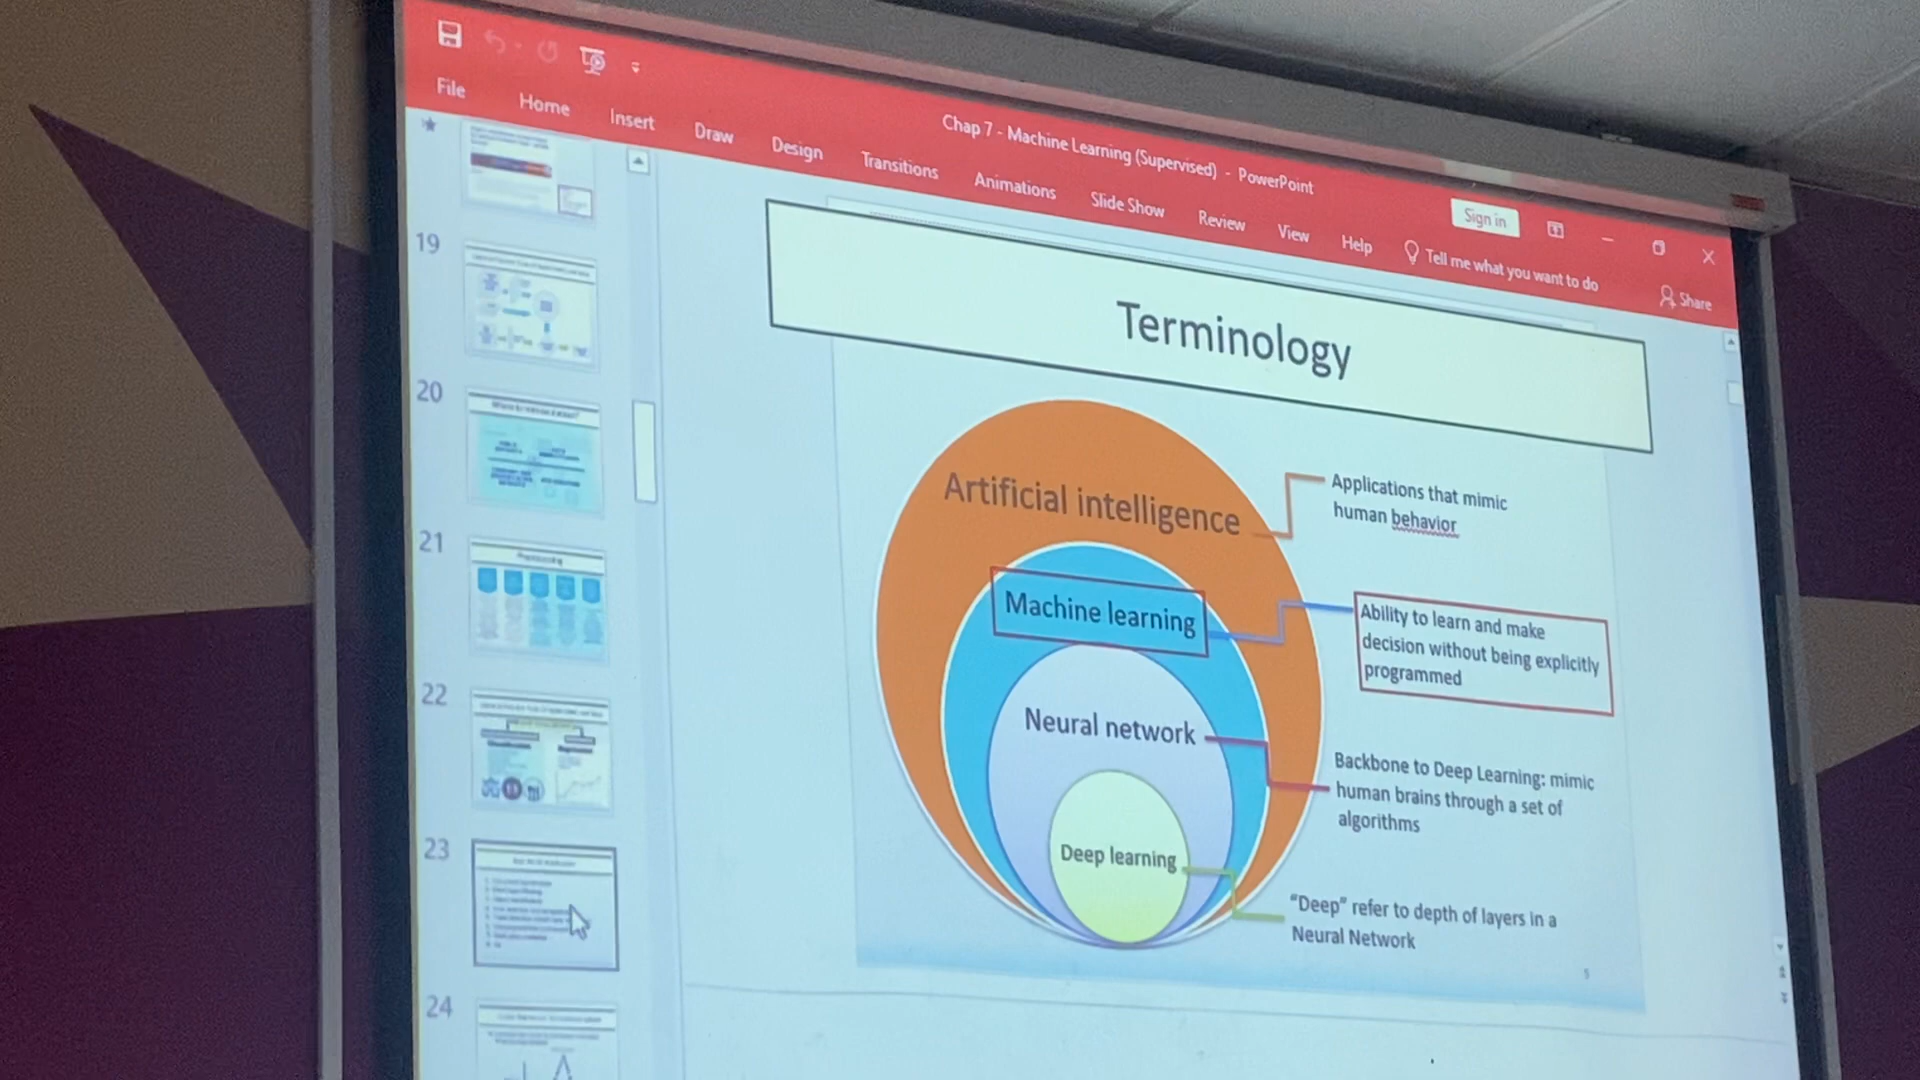 Chap 7 - Machine Learning (Supervised) - PowerPoint
Sign in
File Home Insert Draw Design Transitions Animations Slide Show Review View Help Tell me what you want to do Share
19
20
21
22
23
24
Terminology
Artificial intelligence
Applications that mimic
human behavior
Machine learning
Ability to learn and make
decision without being explicitly
programmed
Neural network
Backbone to Deep Learning: mimic
human brains through a set of
algorithms
Deep learning
"Deep" refer to depth of layers in a
Neural Network
5